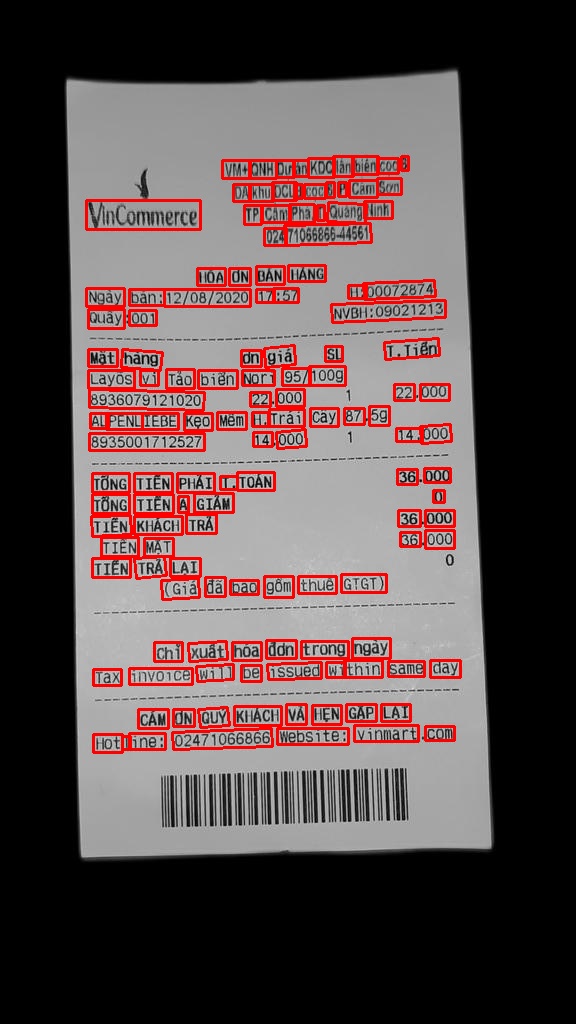 VM+ QNH Dự án KDC lấn biển cọc 8
DA khu DCL B cọc 8 P Cẩm Sơn
VinCommerce
TP Cẩm Phả, T Quảng Ninh
024 71066866-44561
HÓA ĐƠN BÁN HÀNG
Ngày bán:12/08/2020 17:57 H:00072874
Quầy:001 NVBH:09021213
Mặt hàng Đơn giá SL T.Tiền
Layos vị Tảo biển Nori 95/100g
8936079121020 22.000 1 22.000
ALPENLIEBE Kẹo Mềm H.Trái Cây 87,5g
8935001712527 14.000 1 14.000
TỔNG TIỀN PHẢI T.TOÁN 36.000
TỔNG TIỀN ĐÃ GIẢM 0
TIỀN KHÁCH TRẢ 36.000
TIỀN MẶT 36.000
TIỀN TRẢ LẠI 0
(Giá đã bao gồm thuế GTGT)
Chỉ xuất hóa đơn trong ngày
Tax invoice will be issued within same day
CẢM ƠN QUÝ KHÁCH VÀ HẸN GẶP LẠI
Hotline: 02471066866 Website: vinmart.com